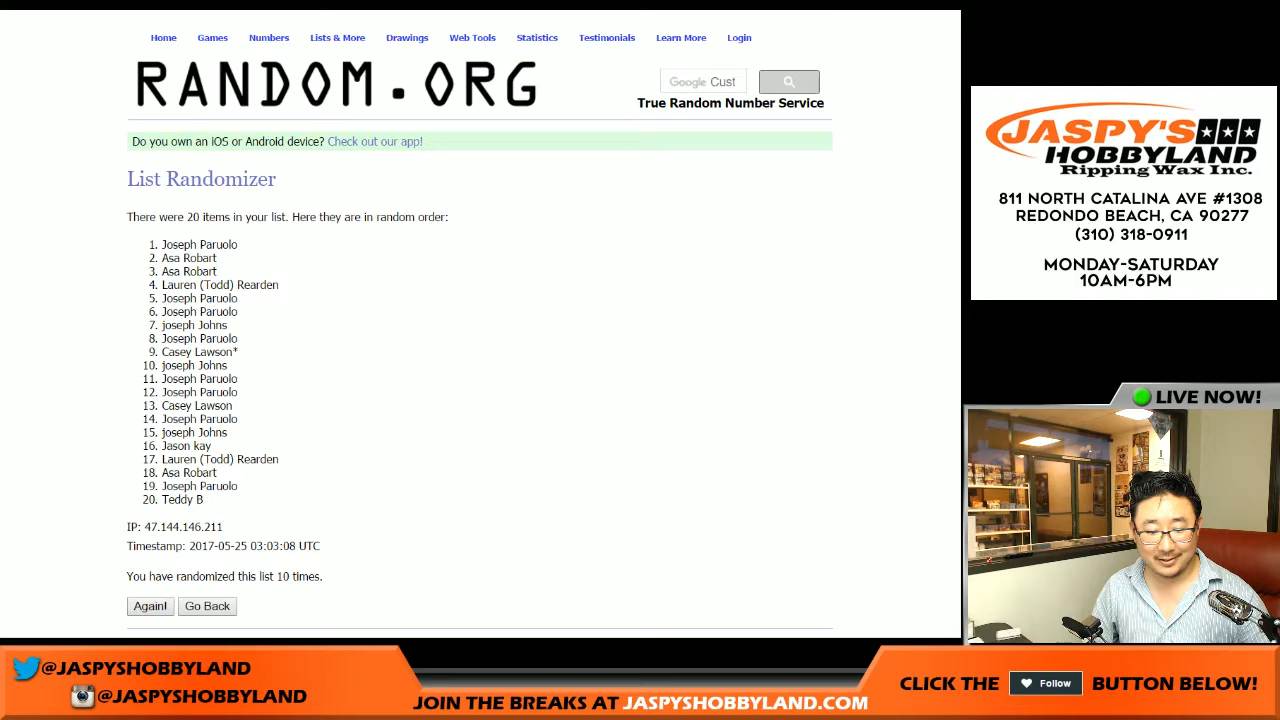 Home Games Numbers Lists & More Drawings Web Tools Statistics Testimonials Learn More Login
RANDOM.ORG
Google Cust
True Random Number Service
Do you own an iOS or Android device? Check out our app!
List Randomizer
There were 20 items in your list. Here they are in random order:
1. Joseph Paruolo
2. Asa Robart
3. Asa Robart
4. Lauren (Todd) Rearden
5. Joseph Paruolo
6. Joseph Paruolo
7. joseph Johns
8. Joseph Paruolo
9. Casey Lawson*
10. joseph Johns
11. Joseph Paruolo
12. Joseph Paruolo
13. Casey Lawson
14. Joseph Paruolo
15. joseph Johns
16. Jason kay
17. Lauren (Todd) Rearden
18. Asa Robart
19. Joseph Paruolo
20. Teddy B
IP: 47.144.146.211
Timestamp: 2017-05-25 03:03:08 UTC
You have randomized this list 10 times.
Again! Go Back
JASPY'S
HOBBYLAND
Ripping Wax Inc.
811 NORTH CATALINA AVE #1308
REDONDO BEACH, CA 90277
(310) 318-0911
MONDAY-SATURDAY
10AM-6PM
LIVE NOW!
@JASPYSHOBBYLAND
@JASPYSHOBBYLAND
JOIN THE BREAKS AT JASPYSHOBBYLAND.COM
CLICK THE Follow BUTTON BELOW!